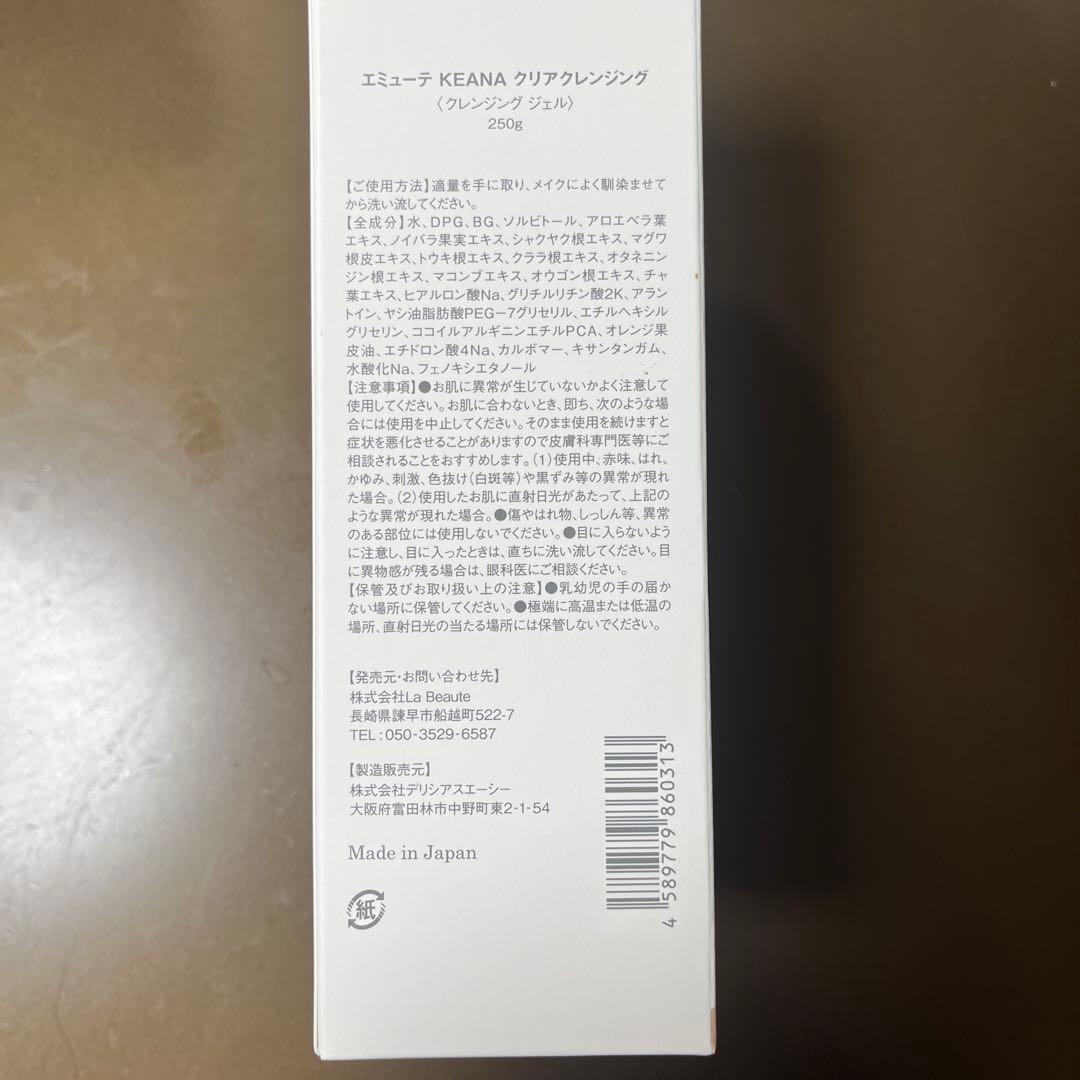 エミューテ KEANA クリアクレンジング
〈クレンジング ジェル〉
250g
【ご使用方法】適量を手に取り、メイクによく馴染ませて
から洗い流してください。
【全成分】水、DPG、BG、ソルビトール、アロエベラ葉
エキス、ノイバラ果実エキス、シャクヤク根エキス、マグワ
根皮エキス、トウキ根エキス、クララ根エキス、オタネニン
ジン根エキス、マコンブエキス、オウゴン根エキス、チャ
葉エキス、ヒアルロン酸Na、グリチルリチン酸2K、アラン
トイン、ヤシ油脂肪酸PEG-7グリセリル、エチルヘキシル
グリセリン、ココイルアルギニンエチルPCA、オレンジ果
皮油、エチドロン酸4Na、カルボマー、キサンタンガム、
水酸化Na、フェノキシエタノール
【注意事項】●お肌に異常が生じていないかよく注意して
使用してください。お肌に合わないとき、即ち、次のような場
合には使用を中止してください。そのまま使用を続けますと
症状を悪化させることがありますので皮膚科専門医等にご
相談されることをおすすめします。(1)使用中、赤味、はれ、
かゆみ、刺激、色抜け(白斑等)や黒ずみ等の異常が現れ
た場合。(2)使用したお肌に直射日光があたって、上記の
ような異常が現れた場合。●傷やはれ物、しっしん等、異常
のある部位には使用しないでください。●目に入らないよう
に注意し、目に入ったときは、直ちに洗い流してください。目
に異物感が残る場合は、眼科医にご相談ください。
【保管及びお取り扱い上の注意】●乳幼児の手の届か
ない場所に保管してください。●極端に高温または低温の
場所、直射日光の当たる場所には保管しないでください。
【発売元・お問い合わせ先】
株式会社La Beaute
長崎県諫早市船越町522-7
TEL:050-3529-6587
【製造販売元】
株式会社デリシアスエーシー
大阪府富田林市中野町東2-1-54
Made in Japan
紙
4 589779 860313